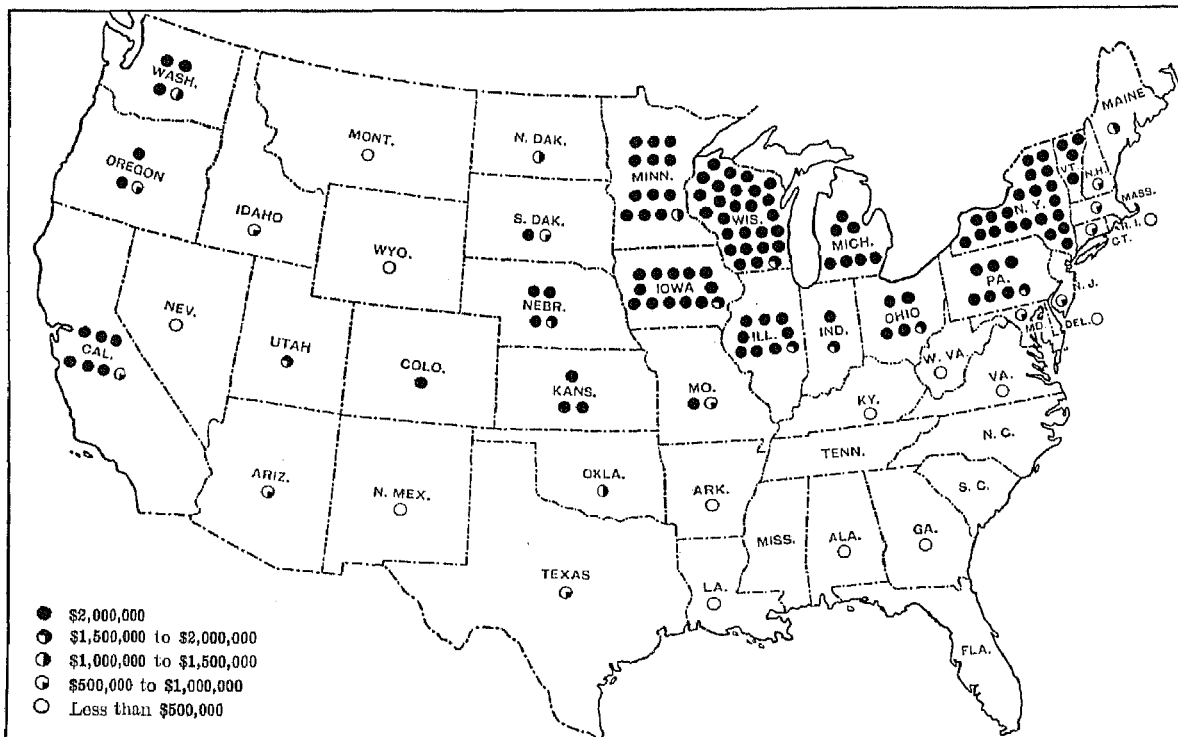 WASH.
OREGON
IDAHO
MONT.
WYO.
NEV.
CAL.
UTAH
COLO.
ARIZ.
N. MEX.
N. DAK.
S. DAK.
NEBR.
KANS.
OKLA.
TEXAS
MINN.
IOWA
MO.
ARK.
LA.
WIS.
ILL.
MICH.
IND.
OHIO
KY.
TENN.
MISS.
ALA.
GA.
FLA.
S. C.
N. C.
VA.
W. VA.
PA.
N. Y.
VT.
N.H.
MAINE
MASS.
R. I.
CT.
N. J.
DEL.
MD.
$2,000,000
$1,500,000 to $2,000,000
$1,000,000 to $1,500,000
$500,000 to $1,000,000
Less than $500,000